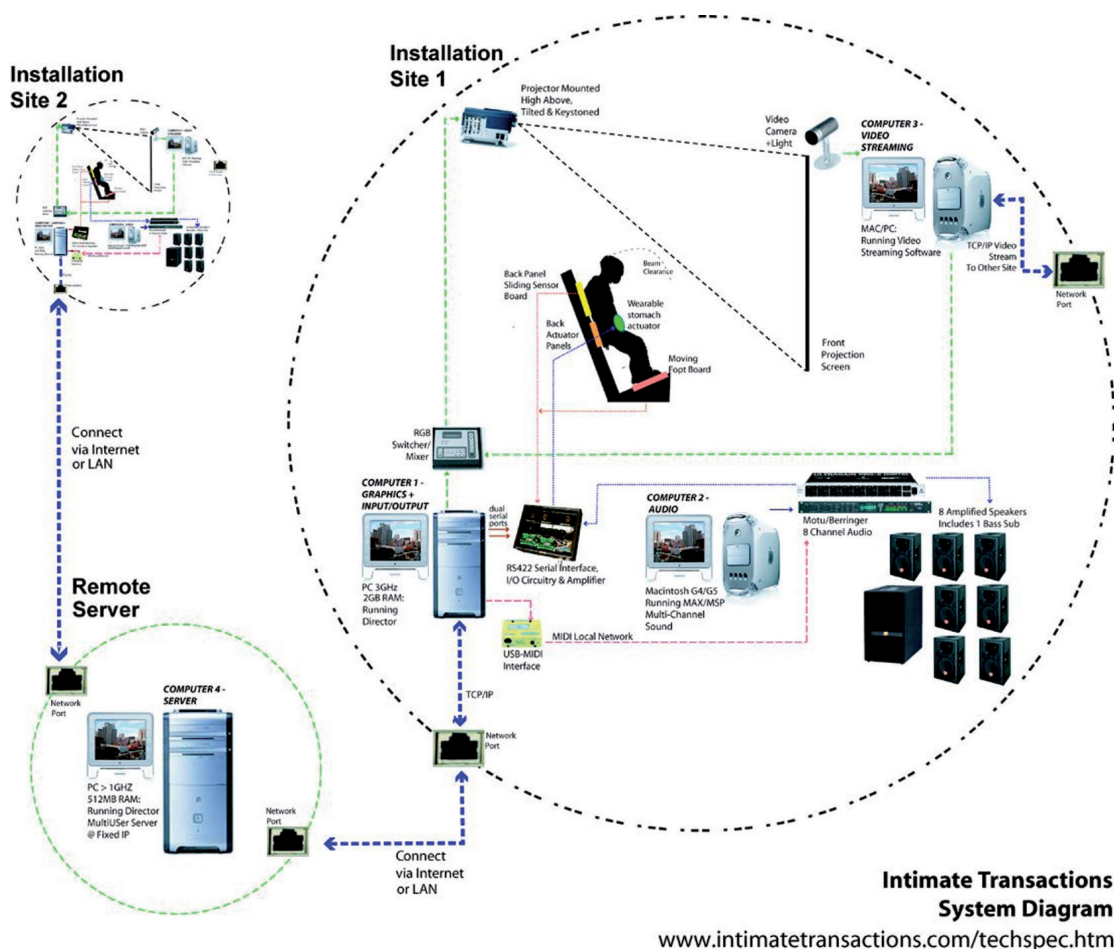 Installation
Site 2
Installation
Site 1
Projector Mounted
High Above,
Tilted & Keystoned
Video
Camera
+Light
COMPUTER 3 -
VIDEO
STREAMING
MAC/PC:
Running Video
Streaming Software
TCP/IP Video
Stream
To Other Site
Network
Port
Beam
Clearance
Back Panel
Sliding Sensor
Board
Wearable
stomach
actuator
Back
Actuator
Panels
Moving
Foot Board
Front
Projection
Screen
Connect
via Internet
or LAN
RGB
Switcher/
Mixer
COMPUTER 1 -
GRAPHICS +
INPUT/OUTPUT
dual
serial
ports
PC 3GHz
2GB RAM:
Running
Director
RS422 Serial Interface,
I/O Circuitry & Amplifier
COMPUTER 2 -
AUDIO
Macintosh G4/G5
Running MAX/MSP
Multi-Channel
Sound
Motu/Berringer
8 Channel Audio
8 Amplified Speakers
Includes 1 Bass Sub
USB-MIDI
Interface
MIDI Local Network
TCP/IP
Network
Port
Remote
Server
Network
Port
COMPUTER 4 -
SERVER
PC > 1GHZ
512MB RAM:
Running Director
MultiUSer Server
@ Fixed IP
Network
Port
Connect
via Internet
or LAN
Intimate Transactions
System Diagram
www.intimatetransactions.com/techspec.htm